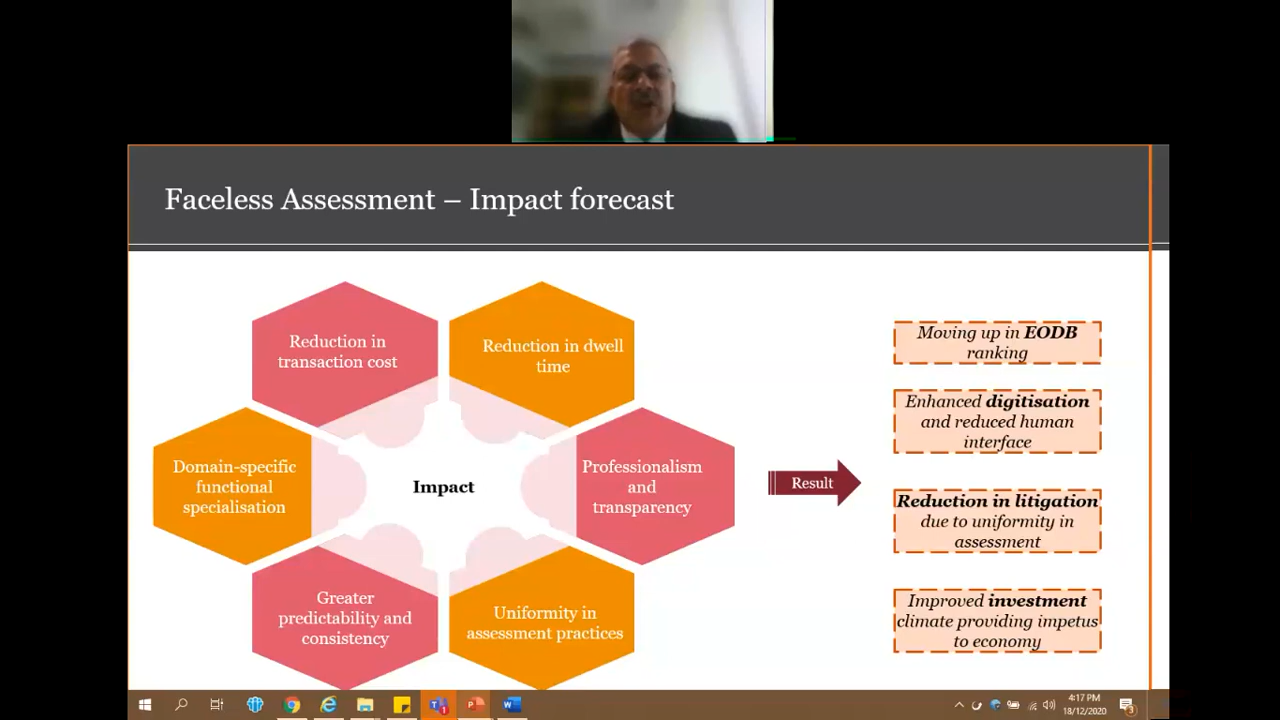 Faceless Assessment – Impact forecast
Reduction in
transaction cost
Reduction in dwell
time
Domain-specific
functional
specialisation
Impact
Professionalism
and
transparency
Greater
predictability and
consistency
Uniformity in
assessment practices
Result
Moving up in EODB
ranking
Enhanced digitisation
and reduced human
interface
Reduction in litigation
due to uniformity in
assessment
Improved investment
climate providing impetus
to economy
4:17 PM
18/12/2020